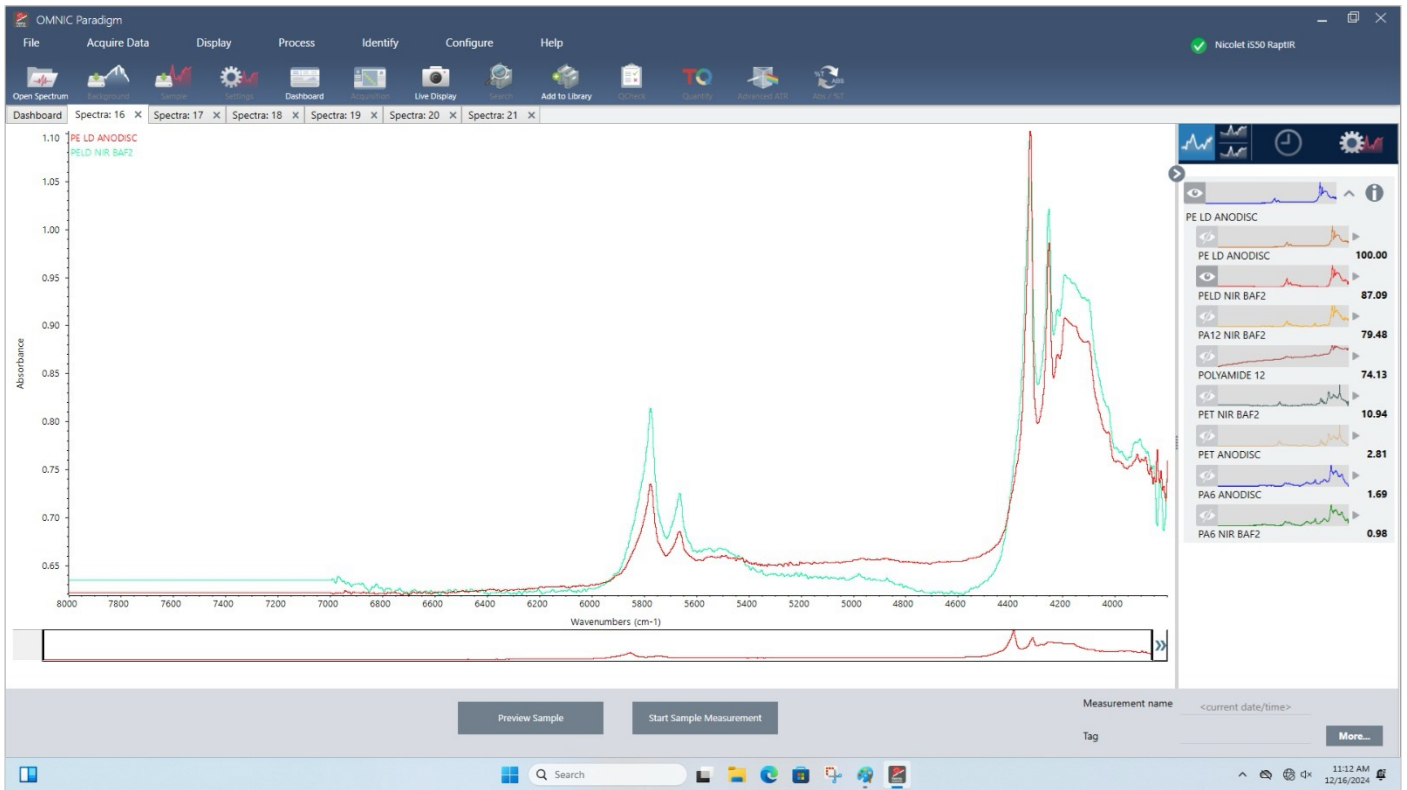 OMNIC Paradigm
File Acquire Data Display Process Identify Configure Help
Nicolet iS50 RaptIR
Open Spectrum Background Sample Settings Dashboard Acquisition Live Display Search Add to Library QCheck Quantify Advanced ATR Abs / %T
TQ
%T Abs
Dashboard Spectra: 16 Spectra: 17 Spectra: 18 Spectra: 19 Spectra: 20 Spectra: 21
PE LD ANODISC
PELD NIR BAF2
Absorbance
1.10
1.05
1.00
0.95
0.90
0.85
0.80
0.75
0.70
0.65
8000 7800 7600 7400 7200 7000 6800 6600 6400 6200 6000 5800 5600 5400 5200 5000 4800 4600 4400 4200 4000
Wavenumbers (cm-1)
PE LD ANODISC
PE LD ANODISC 100.00
PELD NIR BAF2 87.09
PA12 NIR BAF2 79.48
POLYAMIDE 12 74.13
PET NIR BAF2 10.94
PET ANODISC 2.81
PA6 ANODISC 1.69
PA6 NIR BAF2 0.98
Preview Sample Start Sample Measurement
Measurement name <current date/time>
Tag More...
Search
11:12 AM
12/16/2024